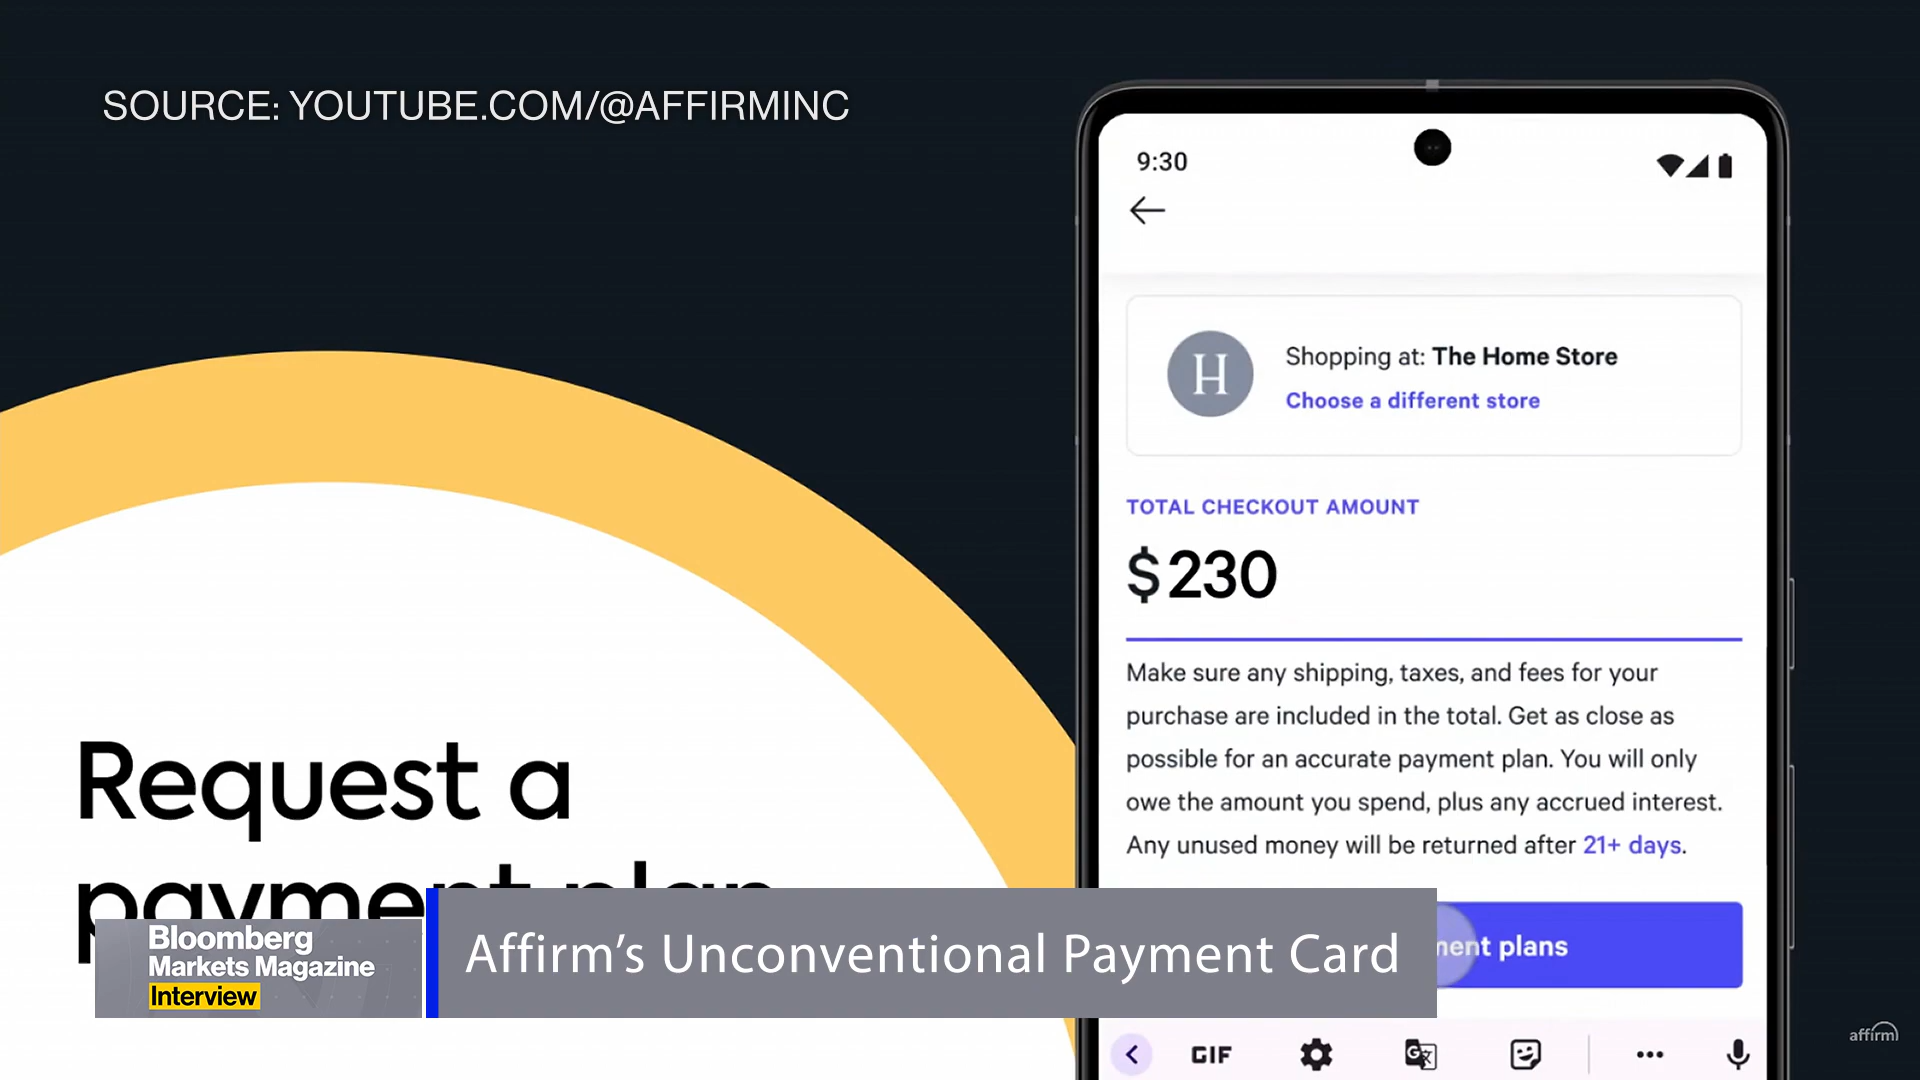 SOURCE: YOUTUBE.COM/@AFFIRMINC
9:30
H
Shopping at: The Home Store
Choose a different store
TOTAL CHECKOUT AMOUNT
$230
Make sure any shipping, taxes, and fees for your
purchase are included in the total. Get as close as
possible for an accurate payment plan. You will only
owe the amount you spend, plus any accrued interest.
Any unused money will be returned after 21+ days.
Request a
payment plan
Bloomberg
Markets Magazine
Interview
Affirm’s Unconventional Payment Card
plans
GIF
affirm